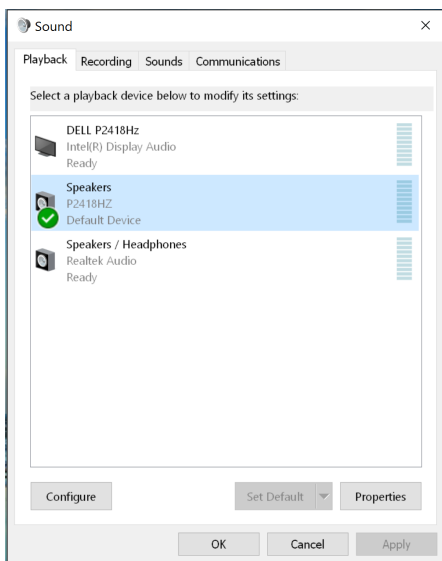 Sound
Playback Recording Sounds Communications
Select a playback device below to modify its settings:
DELL P2418Hz
Intel(R) Display Audio
Ready
Speakers
P2418HZ
Default Device
Speakers / Headphones
Realtek Audio
Ready
Configure Set Default Properties
OK Cancel Apply